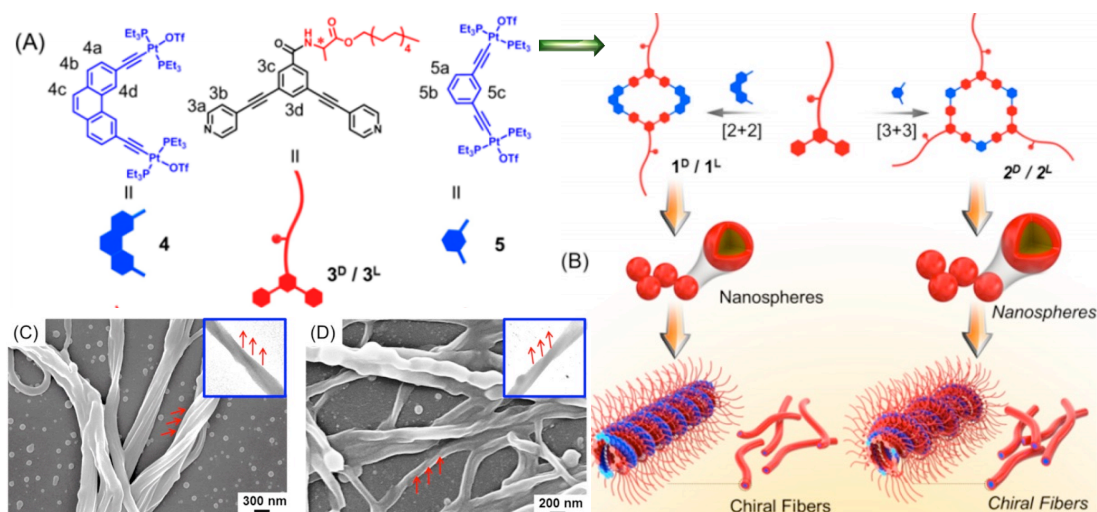 (A)
Et3P
OTf
Pt
PEt3
4a
4b
4c
4d
PEt3
Pt
Et3P
OTf
||
4
H
N
O
*
O
O
4
3c
3b
3a
3d
N
N
||
3D / 3L
Et3P
OTf
Pt
PEt3
5a
5b
5c
PEt3
Pt
Et3P
OTf
||
5
[2+2]
[3+3]
1D / 1L
2D / 2L
(B)
Nanospheres
Nanospheres
Chiral Fibers
Chiral Fibers
(C)
300 nm
(D)
200 nm